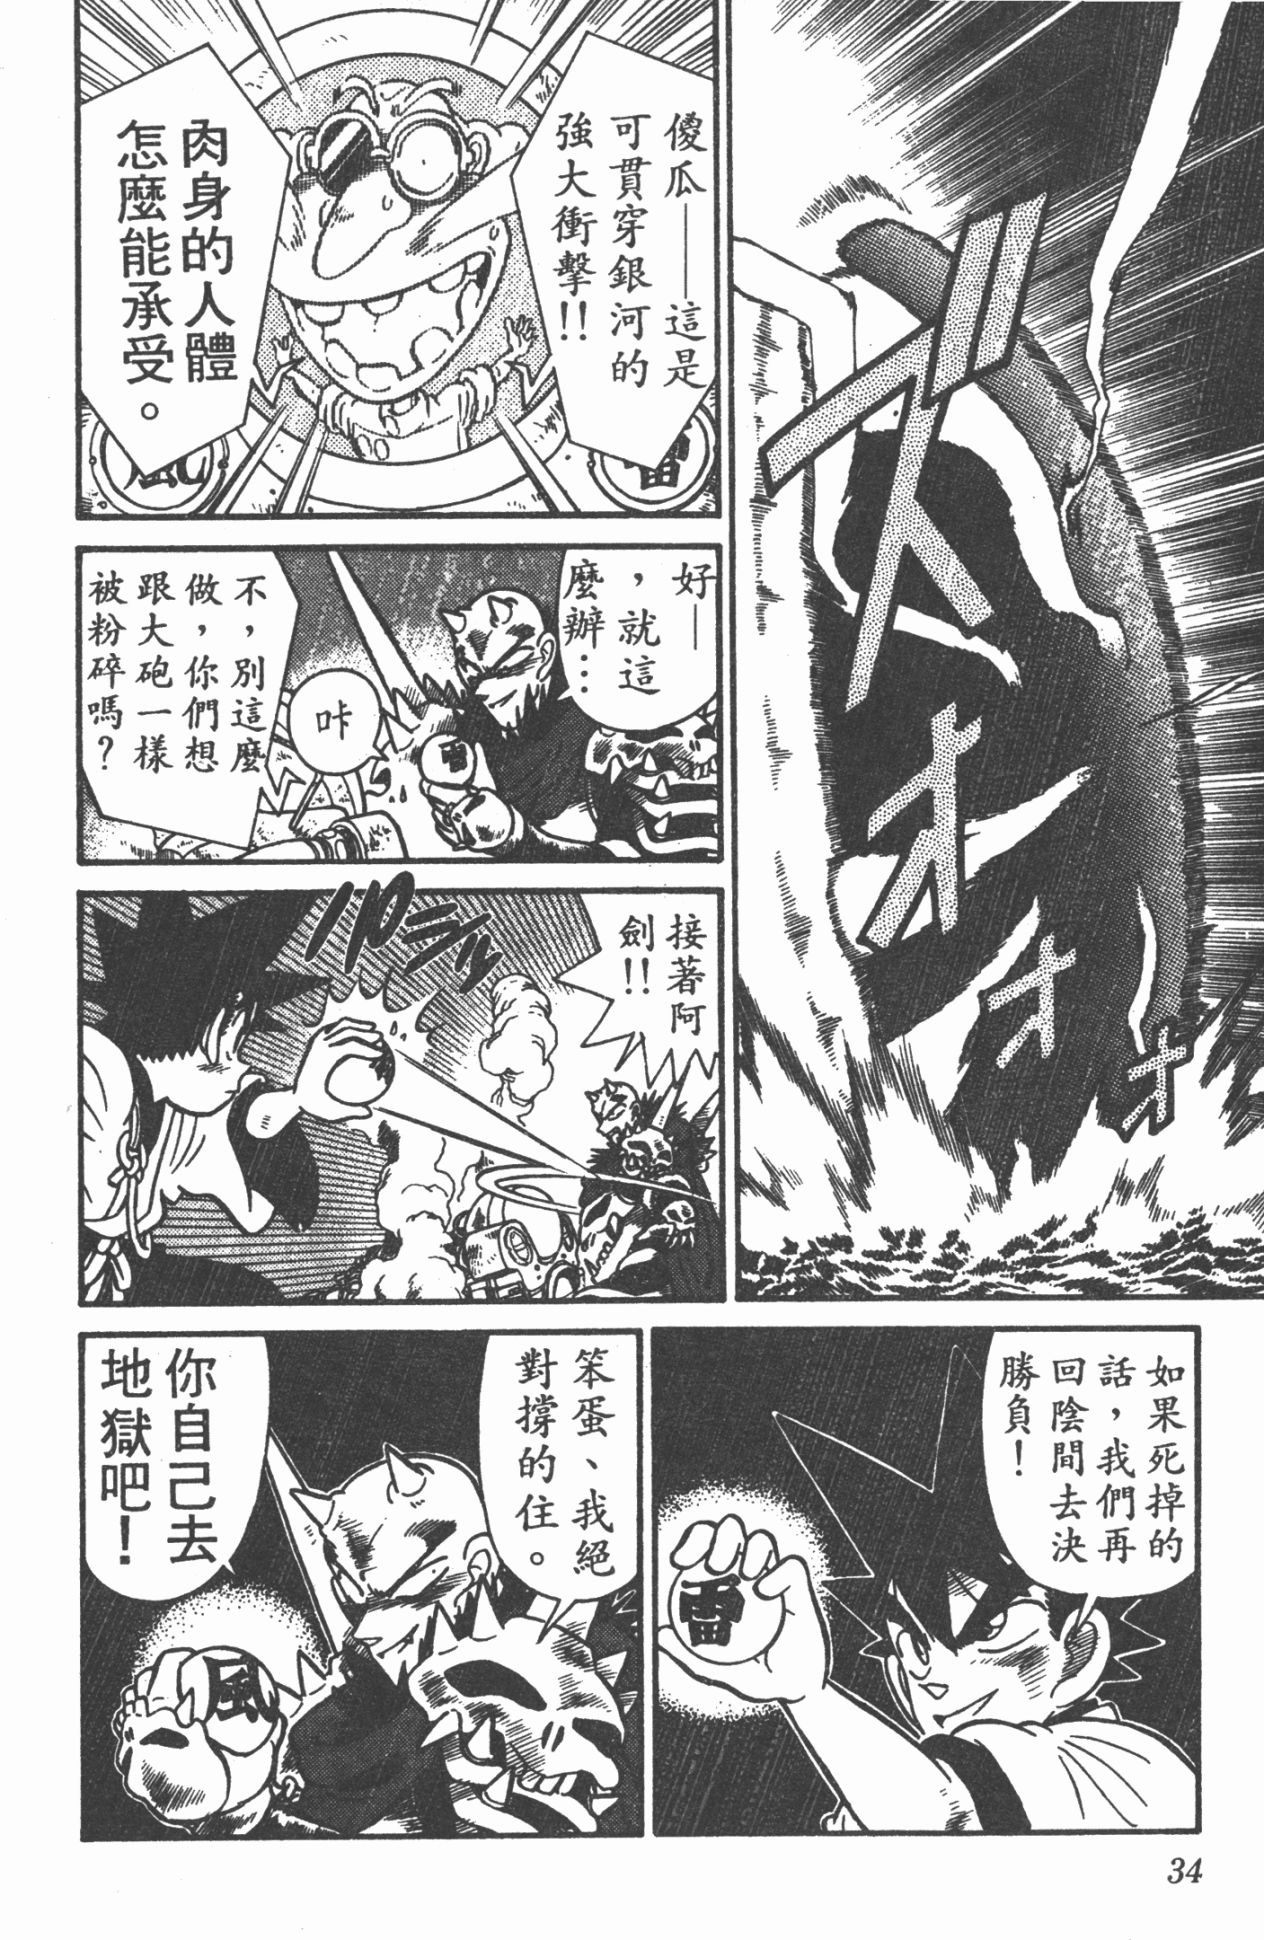 ズオオオオ
傻瓜——這是
可貫穿銀河的
強大衝擊!!
肉身的人體
怎麼能承受。
雷
風
好—
，就這
麼辦…
雷
咔
不，別這麼
做，你們想
跟大砲一樣
被粉碎嗎？
接著阿
劍!!
パシッ
如果死掉的
話，我們再
回陰間去決
勝負！
雷
笨蛋、我絕
對撐的住。
你自己去
地獄吧！
風
34